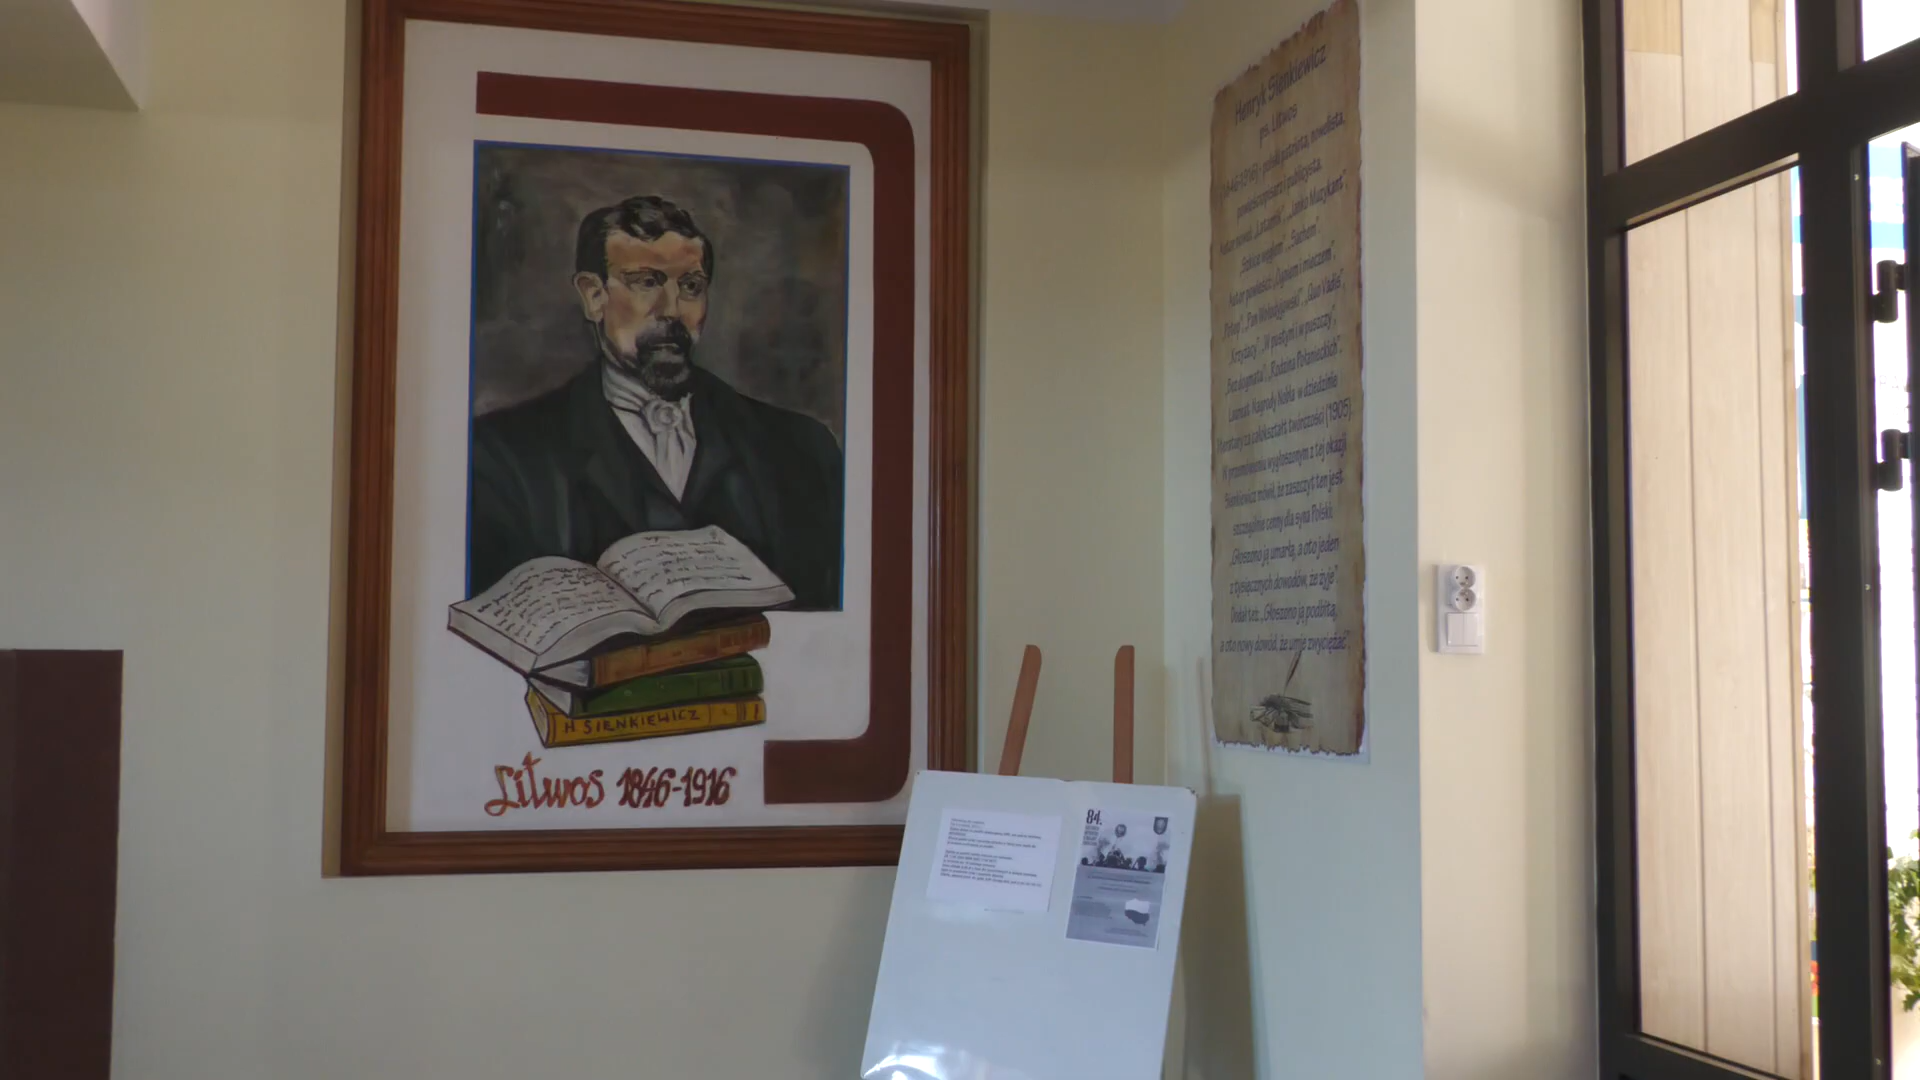 H SIENKIEWICZ
Litwos 1846-1916
Henryk Sienkiewicz
ps. Litwos
(1846-1916) - polski patriota, nowelista,
powieściopisarz i publicysta.
Autor nowel: „Latarnik", „Janko Muzykant",
„Szkice węglem", „Sachem".
Autor powieści: „Ogniem i mieczem",
„Potop", „Pan Wołodyjowski", „Quo Vadis",
„Krzyżacy", „W pustyni i w puszczy",
„Bez dogmatu", „Rodzina Połanieckich".
Laureat Nagrody Nobla w dziedzinie
literatury za całokształt twórczości (1905).
W przemówieniu wygłoszonym z tej okazji
Sienkiewicz mówił, że zaszczyt ten jest
szczególnie cenny dla syna Polski:
„Głoszono ją umarłą, a oto jeden
z tysięcznych dowodów, że żyje".
Dodał też: „Głoszono ją podbitą,
a oto nowy dowód, że umie zwyciężać".
84.